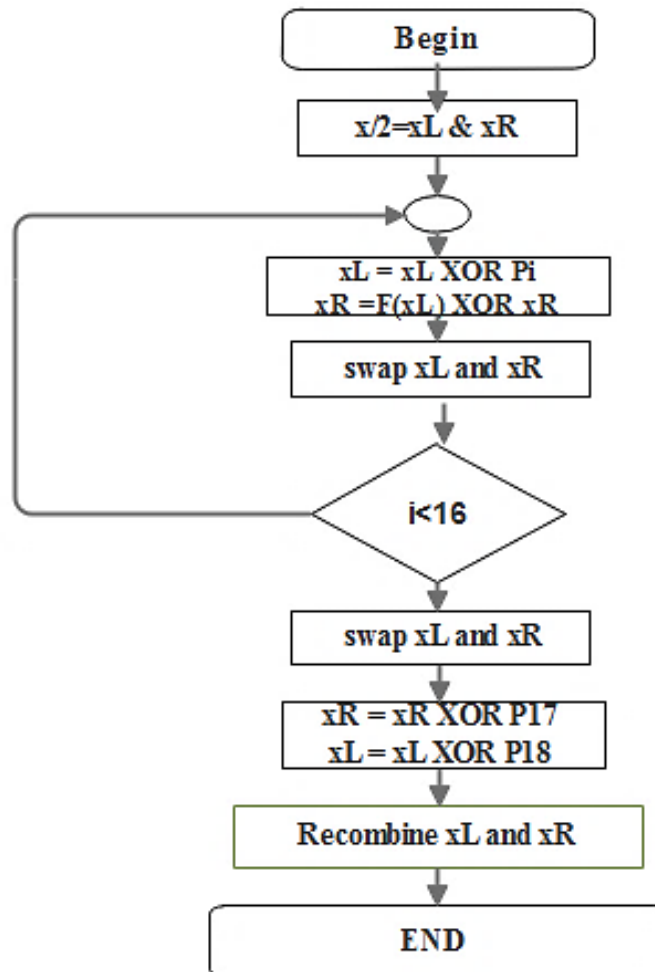 Begin
x/2=xL & xR
xL = xL XOR Pi
xR =F(xL) XOR xR
swap xL and xR
i<16
swap xL and xR
xR = xR XOR P17
xL = xL XOR P18
Recombine xL and xR
END